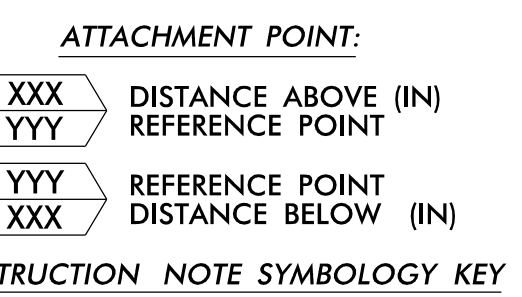 ATTACHMENT POINT:
XXX DISTANCE ABOVE (IN)
YYY REFERENCE POINT
YYY REFERENCE POINT
XXX DISTANCE BELOW (IN)
NOTE SYMBOLOGY KEY